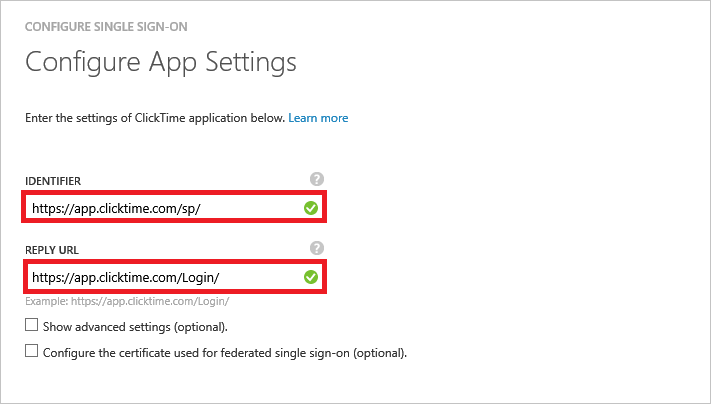 CONFIGURE SINGLE SIGN-ON
Configure App Settings
Enter the settings of ClickTime application below. Learn more
IDENTIFIER ?
https://app.clicktime.com/sp/
REPLY URL ?
https://app.clicktime.com/Login/
Example: https://app.clicktime.com/Login/
Show advanced settings (optional).
Configure the certificate used for federated single sign-on (optional).